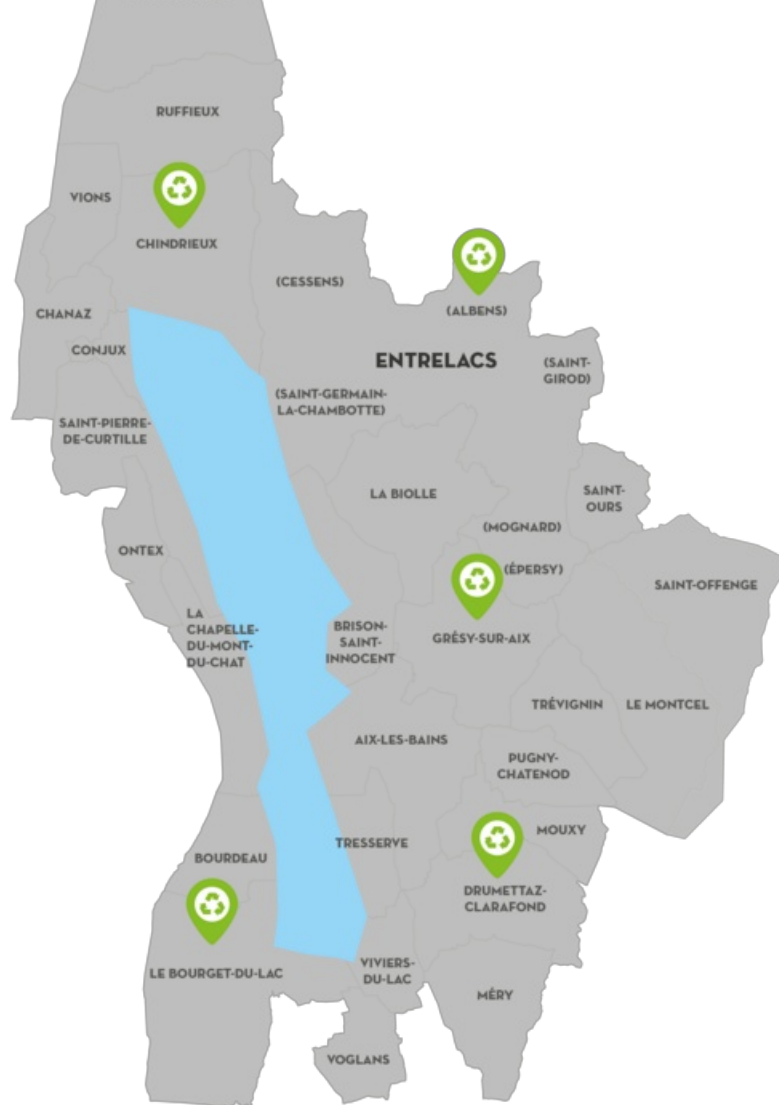 RUFFIEUX
VIONS
CHINDRIEUX
(CESSENS)
(ALBENS)
CHANAZ
CONJUX
ENTRELACS
(SAINT-
GIROD)
(SAINT-GERMAIN-
LA-CHAMBOTTE)
SAINT-PIERRE-
DE-CURTILLE
LA BIOLLE
SAINT-
OURS
(MOGNARD)
ONTEX
(ÉPERSY)
SAINT-OFFENGE
LA
CHAPELLE-
DU-MONT-
DU-CHAT
BRISON-
SAINT-
INNOCENT
GRÉSY-SUR-AIX
TRÉVIGNIN
LE MONTCEL
AIX-LES-BAINS
PUGNY-
CHATENOD
MOUXY
TRESSERVE
BOURDEAU
DRUMETTAZ-
CLARAFOND
LE BOURGET-DU-LAC
VIVIERS-
DU-LAC
MÉRY
VOGLANS